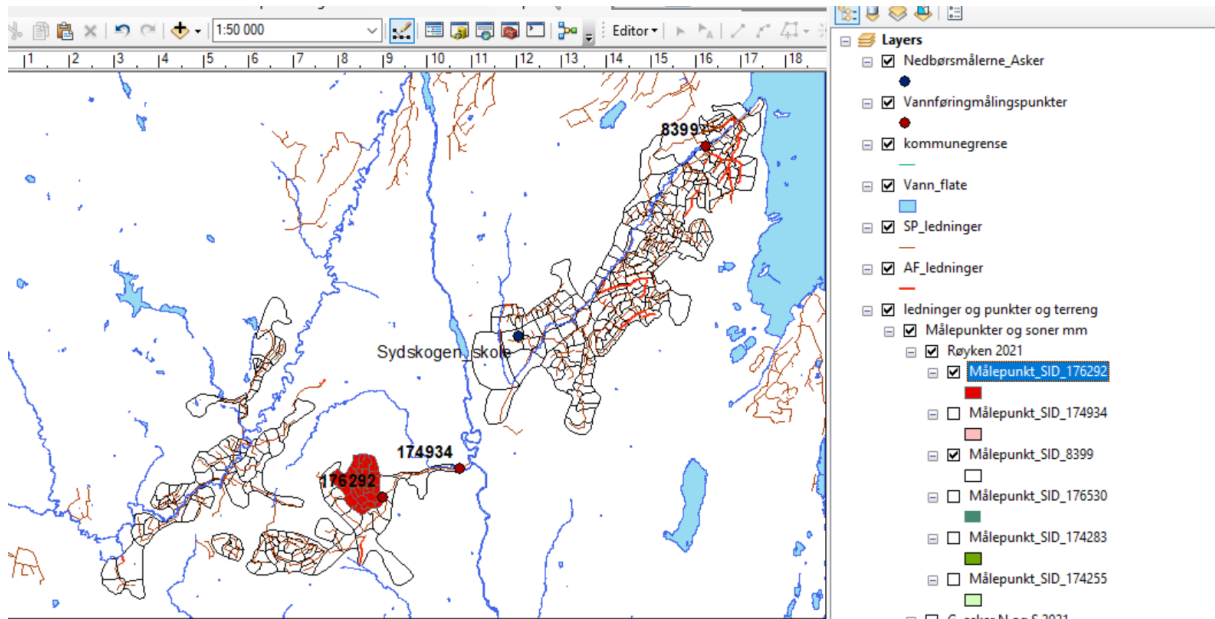 1:50 000
Editor
1 2 3 4 5 6 7 8 9 10 11 12 13 14 15 16 17 18
8399
Sydskogen_skole
174934
176292
Layers
Nedbørsmålerne_Asker
Vannføringmålingspunkter
kommunegrense
Vann_flate
SP_ledninger
AF_ledninger
ledninger og punkter og terreng
Målepunkter og soner mm
Røyken 2021
Målepunkt_SID_176292
Målepunkt_SID_174934
Målepunkt_SID_8399
Målepunkt_SID_176530
Målepunkt_SID_174283
Målepunkt_SID_174255